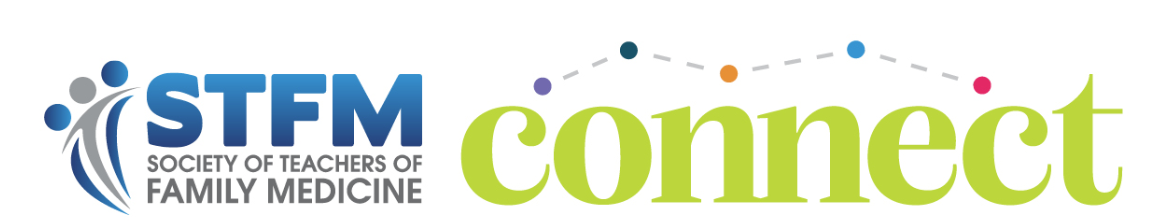 STFM
SOCIETY OF TEACHERS OF
FAMILY MEDICINE
connect